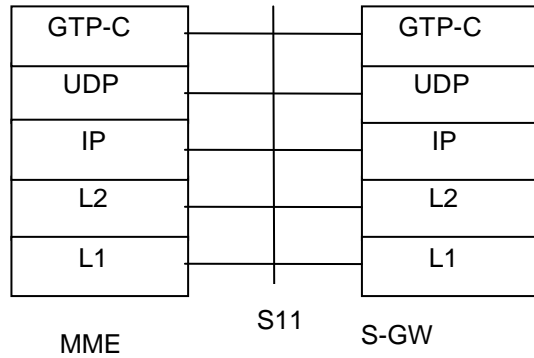 GTP-C GTP-C
UDP UDP
IP IP
L2 L2
L1 L1
S11
MME S-GW